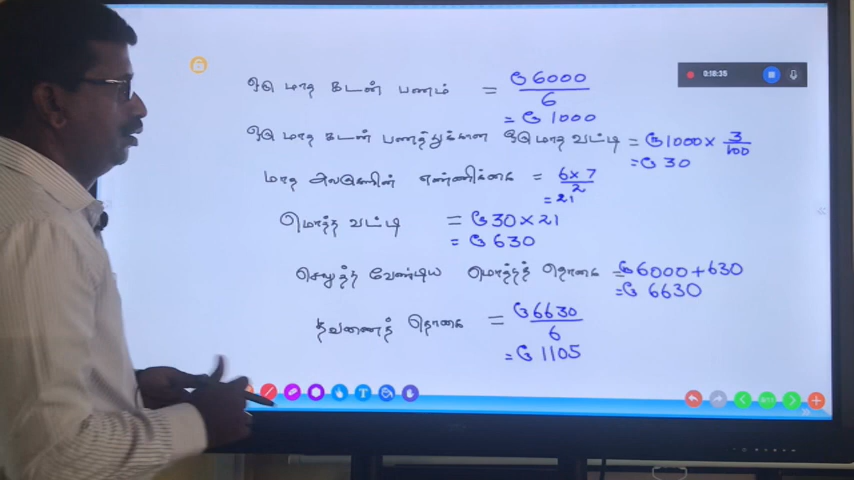 ஒரு மாத கடன் பணம் = ரூ 6000 / 6
= ரூ 1000
ஒரு மாத கடன் பணத்துக்கான ஒரு மாத வட்டி = ரூ 1000 × 3/100
= ரூ 30
மாத அலகுகளின் எண்ணிக்கை = 6 × 7 / 2
= 21
மொத்த வட்டி = ரூ 30 × 21
= ரூ 630
செலுத்த வேண்டிய மொத்தத் தொகை = ரூ 6000 + 630
= ரூ 6630
தவணைத் தொகை = ரூ 6630 / 6
= ரூ 1105
0:18:35